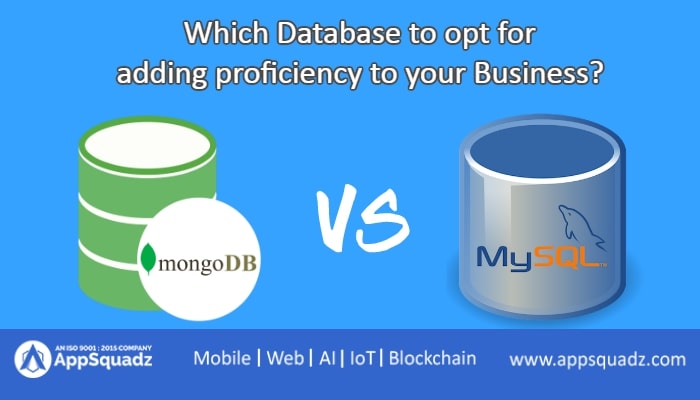 Which Database to opt for
adding proficiency to your Business?
mongoDB
VS
MySQL™
AN ISO 9001 : 2015 COMPANY
AppSquadz
Mobile | Web | AI | IoT | Blockchain
www.appsquadz.com